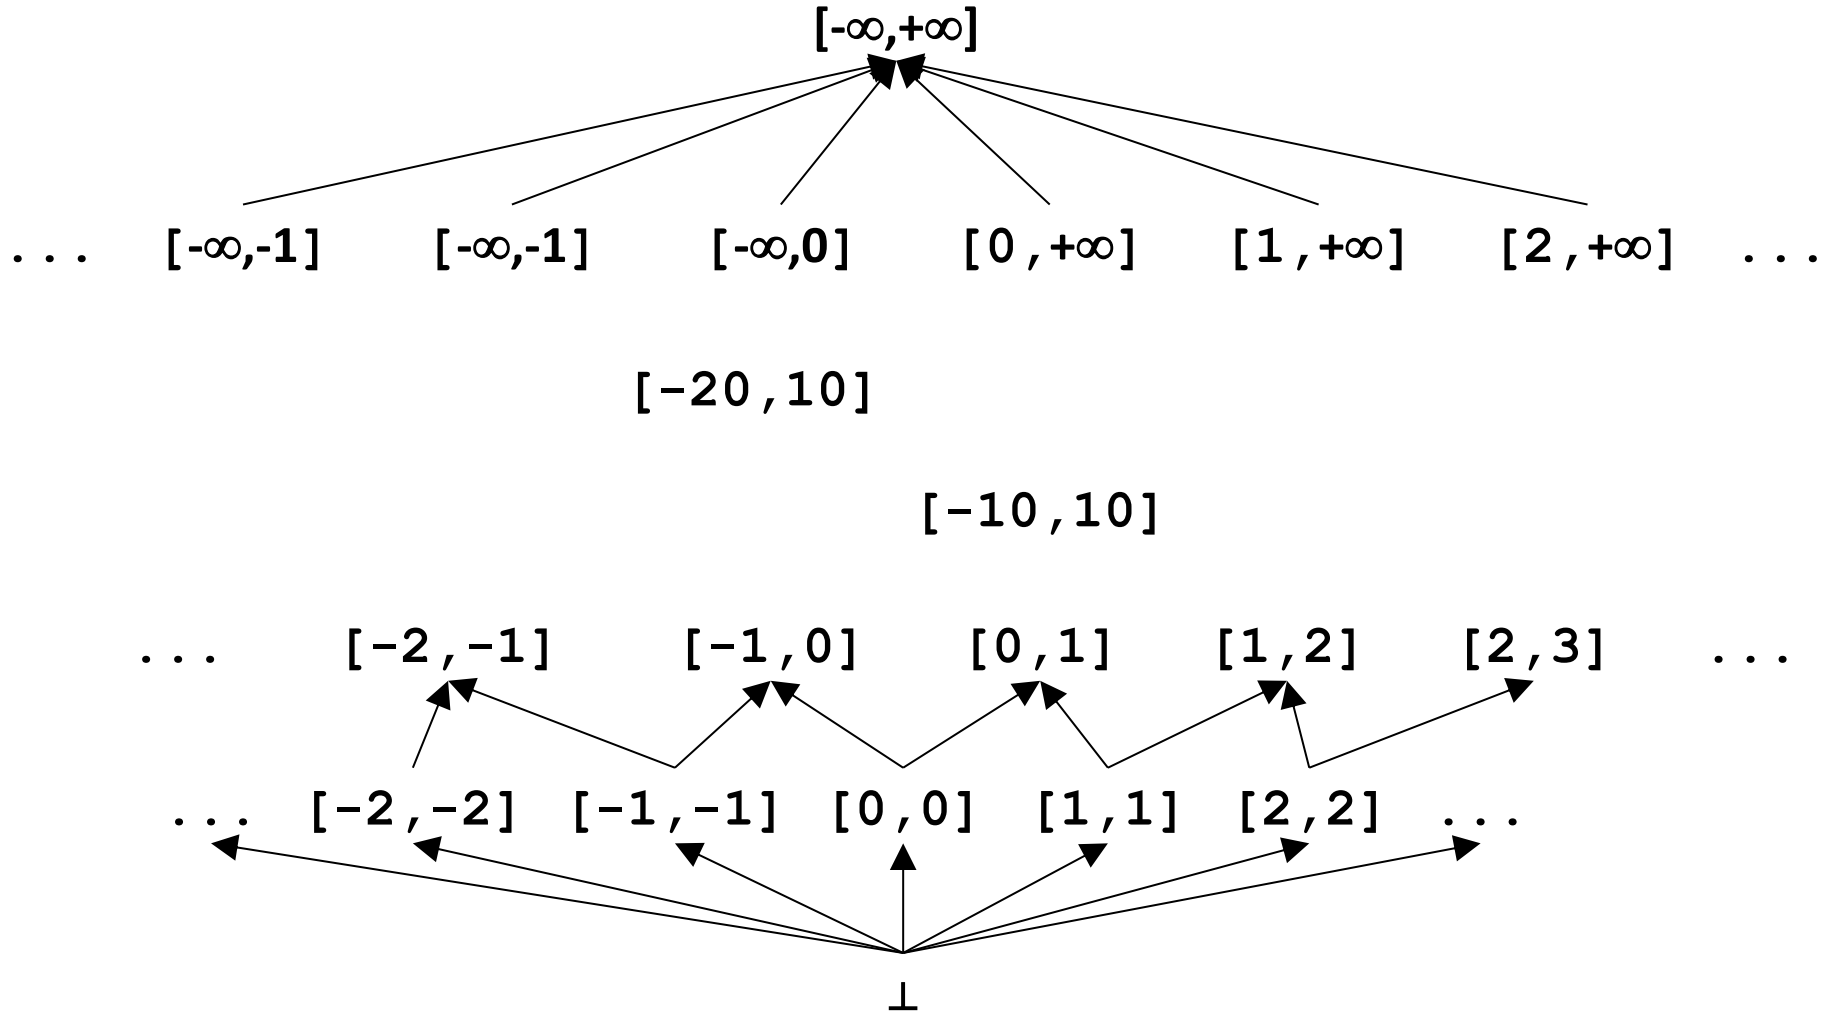 [-∞,+∞]
... [-∞,-1] [-∞,-1] [-∞,0] [0,+∞] [1,+∞] [2,+∞] ...
[-20,10]
[-10,10]
... [-2,-1] [-1,0] [0,1] [1,2] [2,3] ...
... [-2,-2] [-1,-1] [0,0] [1,1] [2,2] ...
⊥